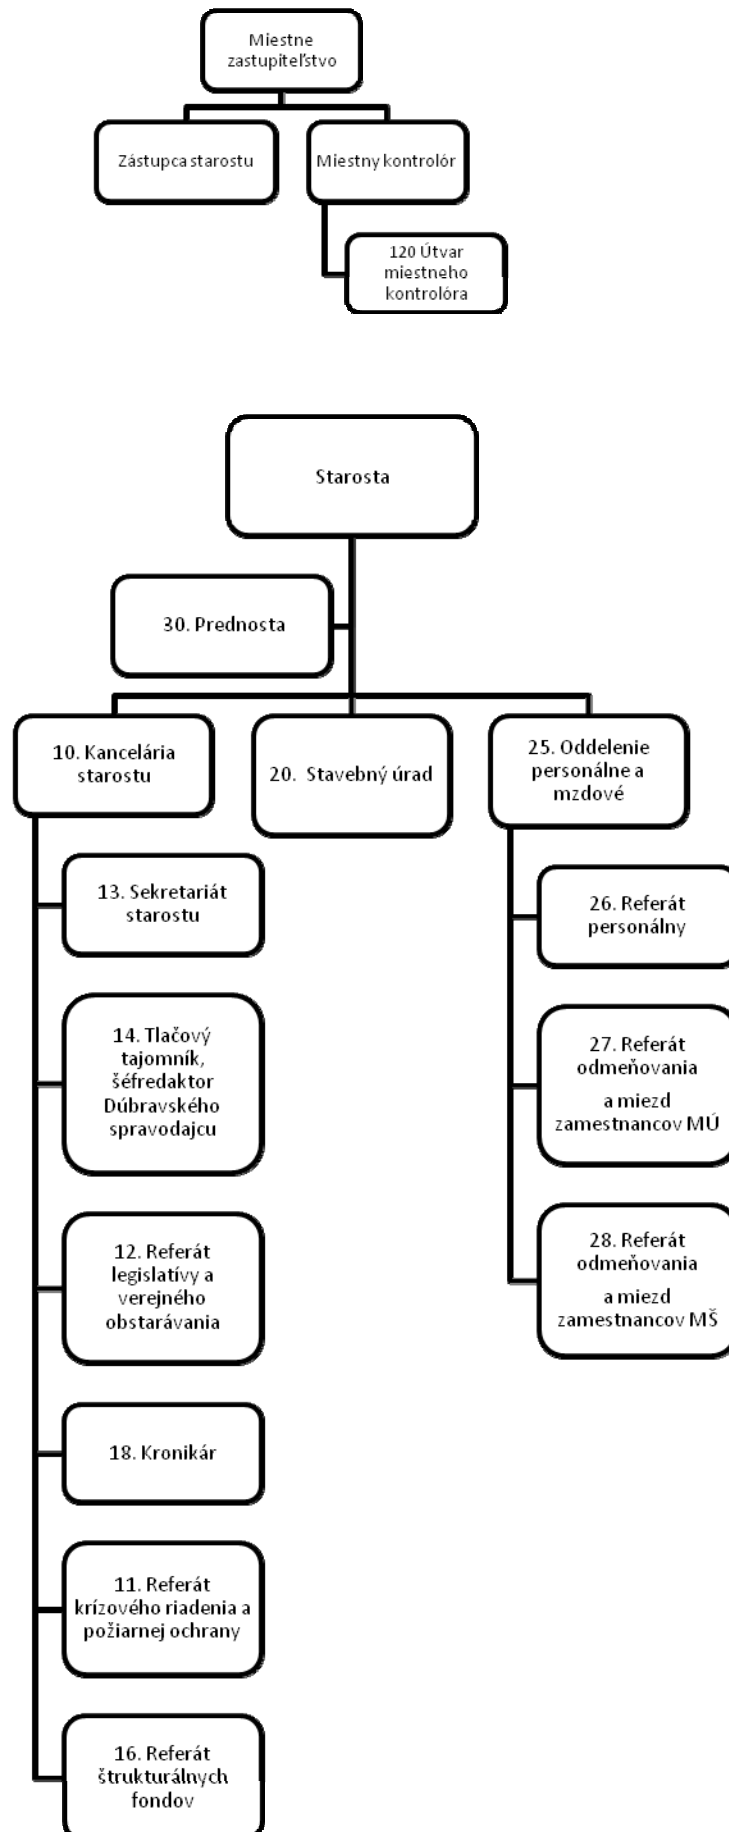 Miestne
zastupiteľstvo
Zástupca starostu
Miestny kontrolór
120 Útvar
miestneho
kontrolóra
Starosta
30. Prednosta
10. Kancelária
starostu
20. Stavebný úrad
25. Oddelenie
personálne a
mzdové
13. Sekretariát
starostu
14. Tlačový
tajomník,
šéfredaktor
Dúbravského
spravodajcu
12. Referát
legislatívy a
verejného
obstarávania
18. Kronikár
11. Referát
krízového riadenia a
požiarnej ochrany
16. Referát
štrukturálnych
fondov
26. Referát
personálny
27. Referát
odmeňovania
a miezd
zamestnancov MÚ
28. Referát
odmeňovania
a miezd
zamestnancov MŠ